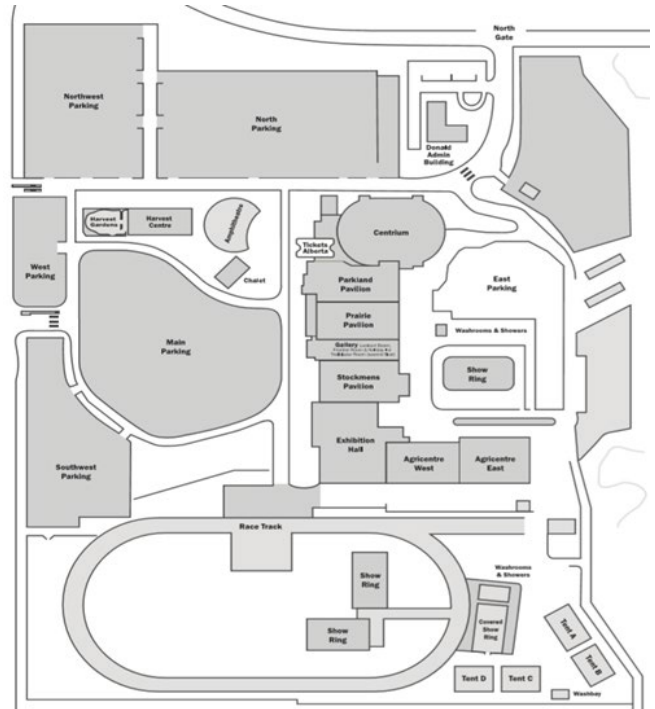 North
Gate
Northwest
Parking
North
Parking
Donald
Admin
Building
Harvest
Gardens
Harvest
Centre
Amphitheatre
Centrium
Tickets
Alberta
West
Parking
Chalet
Parkland
Pavilion
East
Parking
Prairie
Pavilion
Main
Parking
Washrooms & Showers
Gallery
Show
Ring
Stockmens
Pavilion
Exhibition
Hall
Agricentre
West
Agricentre
East
Southwest
Parking
Race Track
Washrooms
& Showers
Show
Ring
Show
Ring
Covered
Show
Ring
Tent A
Tent B
Tent D
Tent C
Washbay